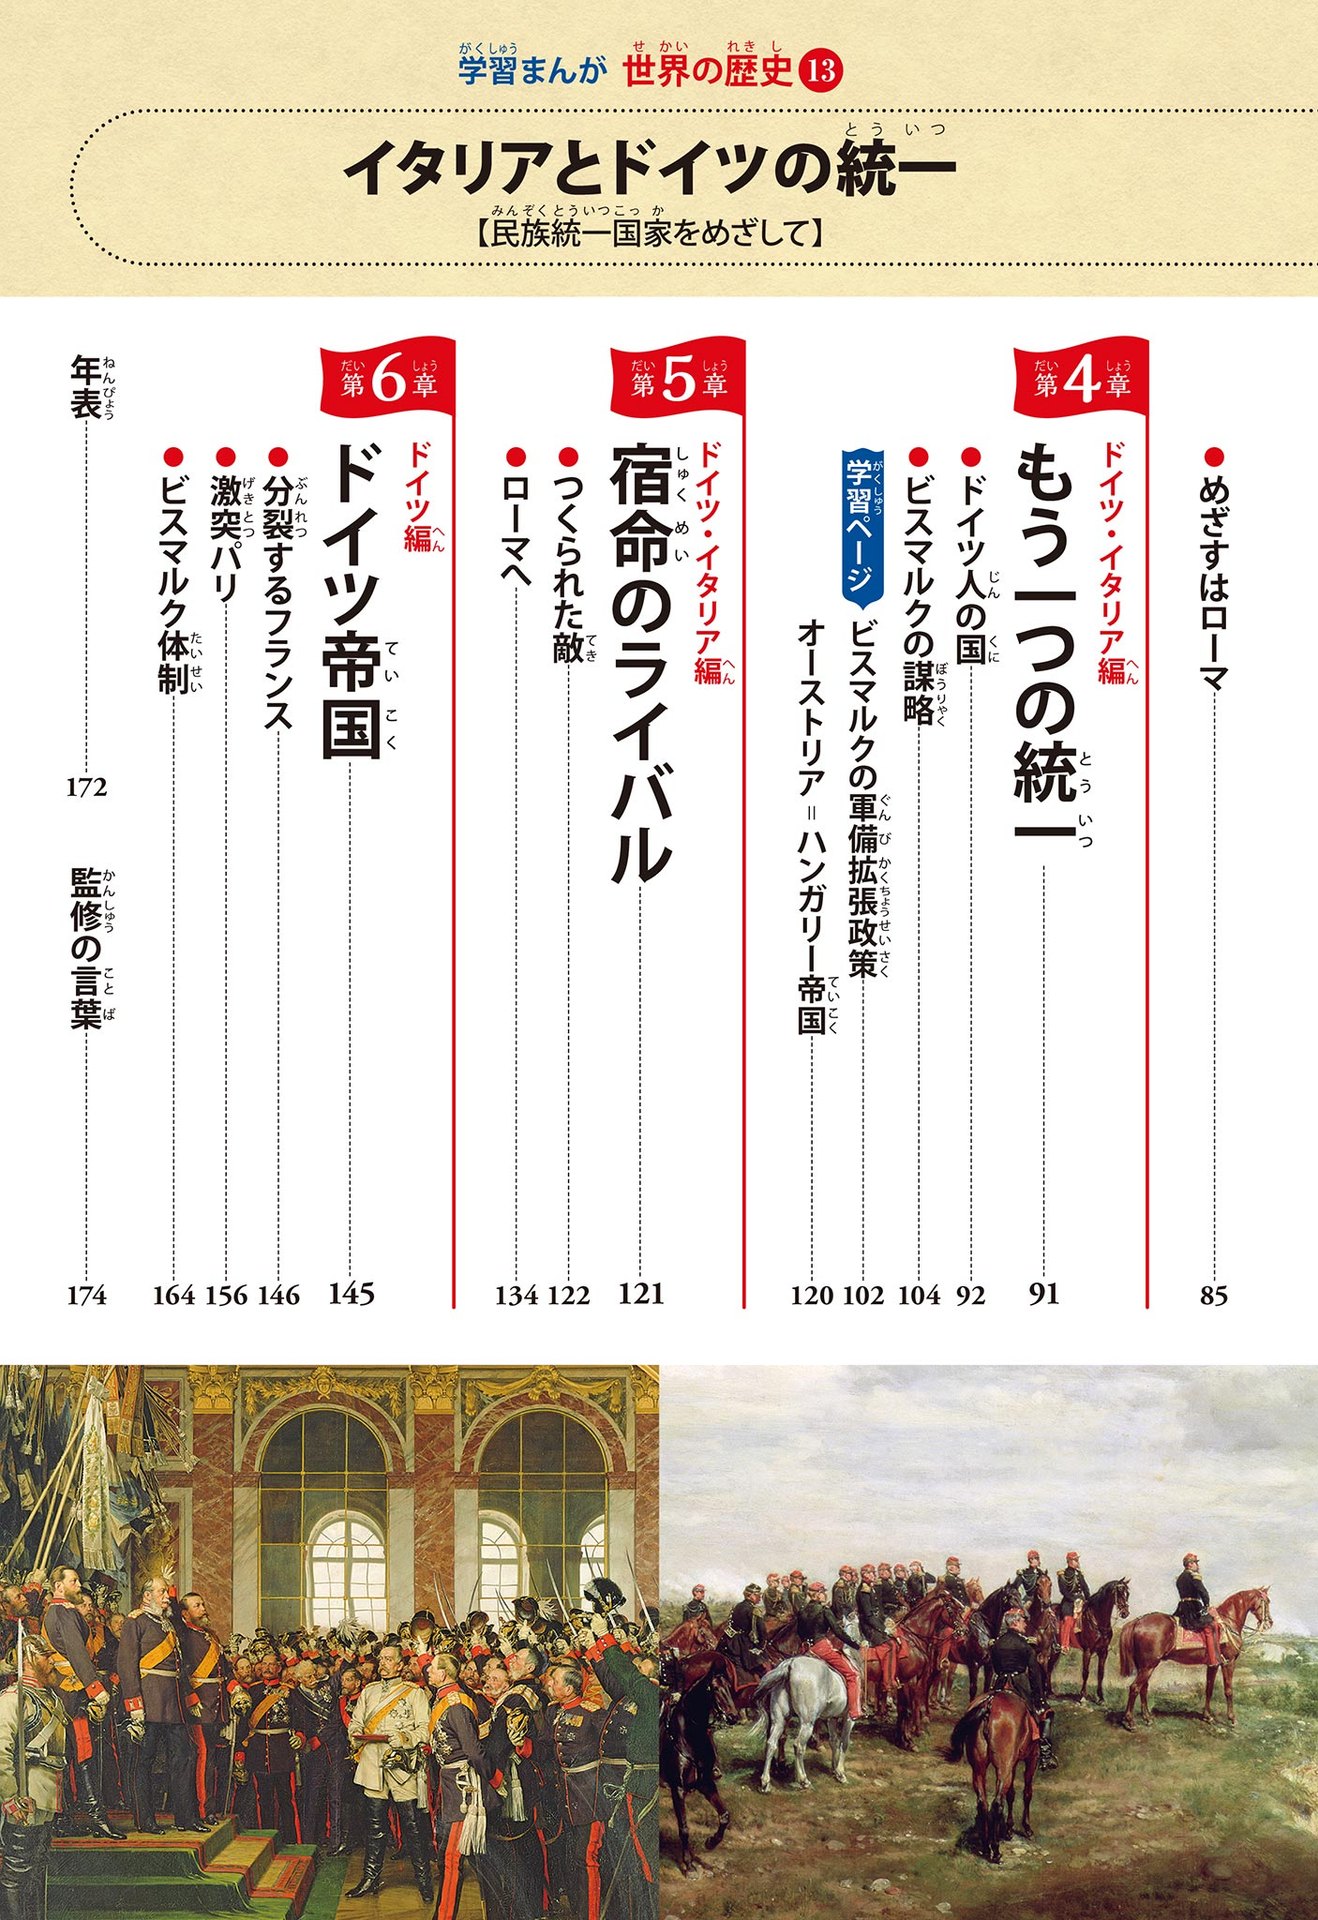 学習まんが 世界の歴史13
イタリアとドイツの統一
【民族統一国家をめざして】
●めざすはローマ 85
第4章
ドイツ・イタリア編
もう一つの統一 91
●ドイツ人の国 92
●ビスマルクの謀略 104
学習ページ
ビスマルクの軍備拡張政策 102
オーストリア＝ハンガリー帝国 120
第5章
ドイツ・イタリア編
宿命のライバル 121
●つくられた敵 122
●ローマへ 134
第6章
ドイツ編
ドイツ帝国 145
●分裂するフランス 146
●激突パリ 156
●ビスマルク体制 164
年表 172
監修の言葉 174